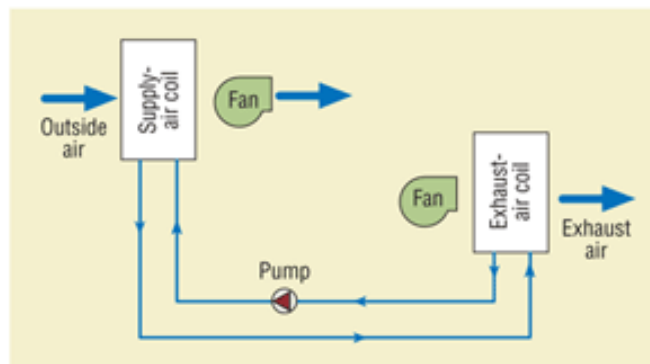 Supply-
air coil
Fan
Outside
air
Exhaust-
air coil
Fan
Exhaust
air
Pump